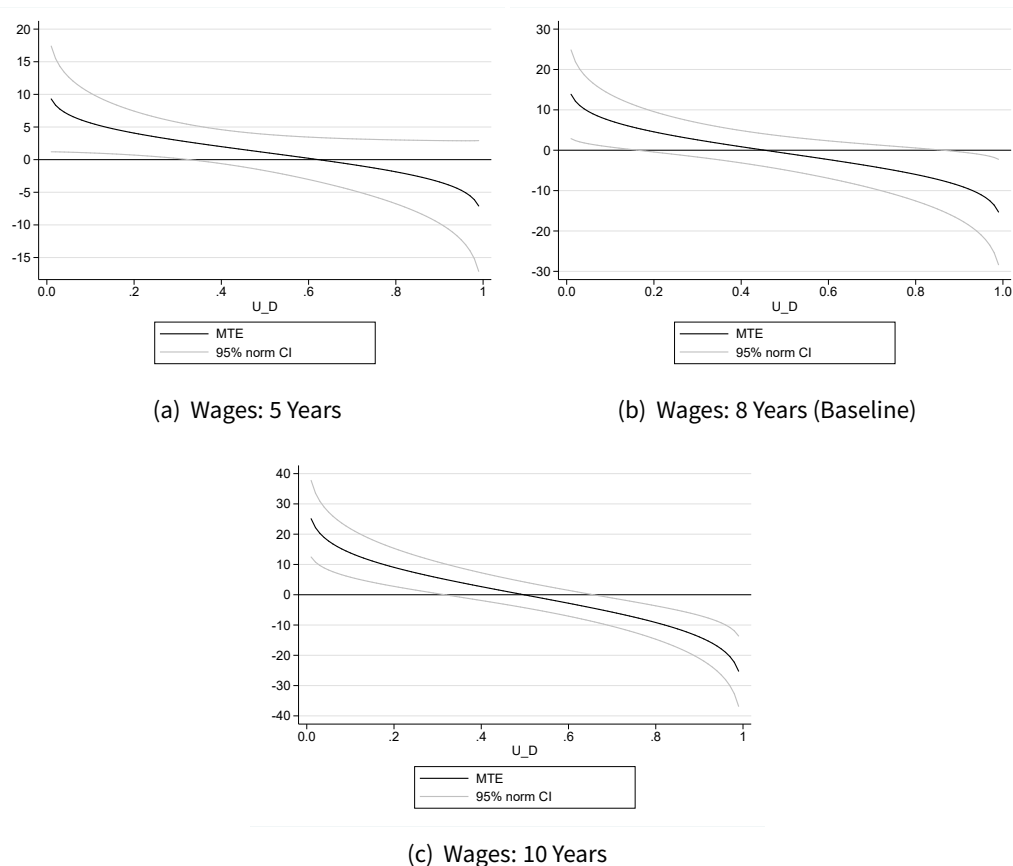 20
15
10
5
0
-5
-10
-15
0.0 .2 .4 .6 .8 1
U_D
MTE
95% norm CI
(a) Wages: 5 Years
30
20
10
0
-10
-20
-30
0.0 0.2 0.4 0.6 0.8 1.0
U_D
MTE
95% norm CI
(b) Wages: 8 Years (Baseline)
40
30
20
10
0
-10
-20
-30
-40
0.0 .2 .4 .6 .8 1
U_D
MTE
95% norm CI
(c) Wages: 10 Years